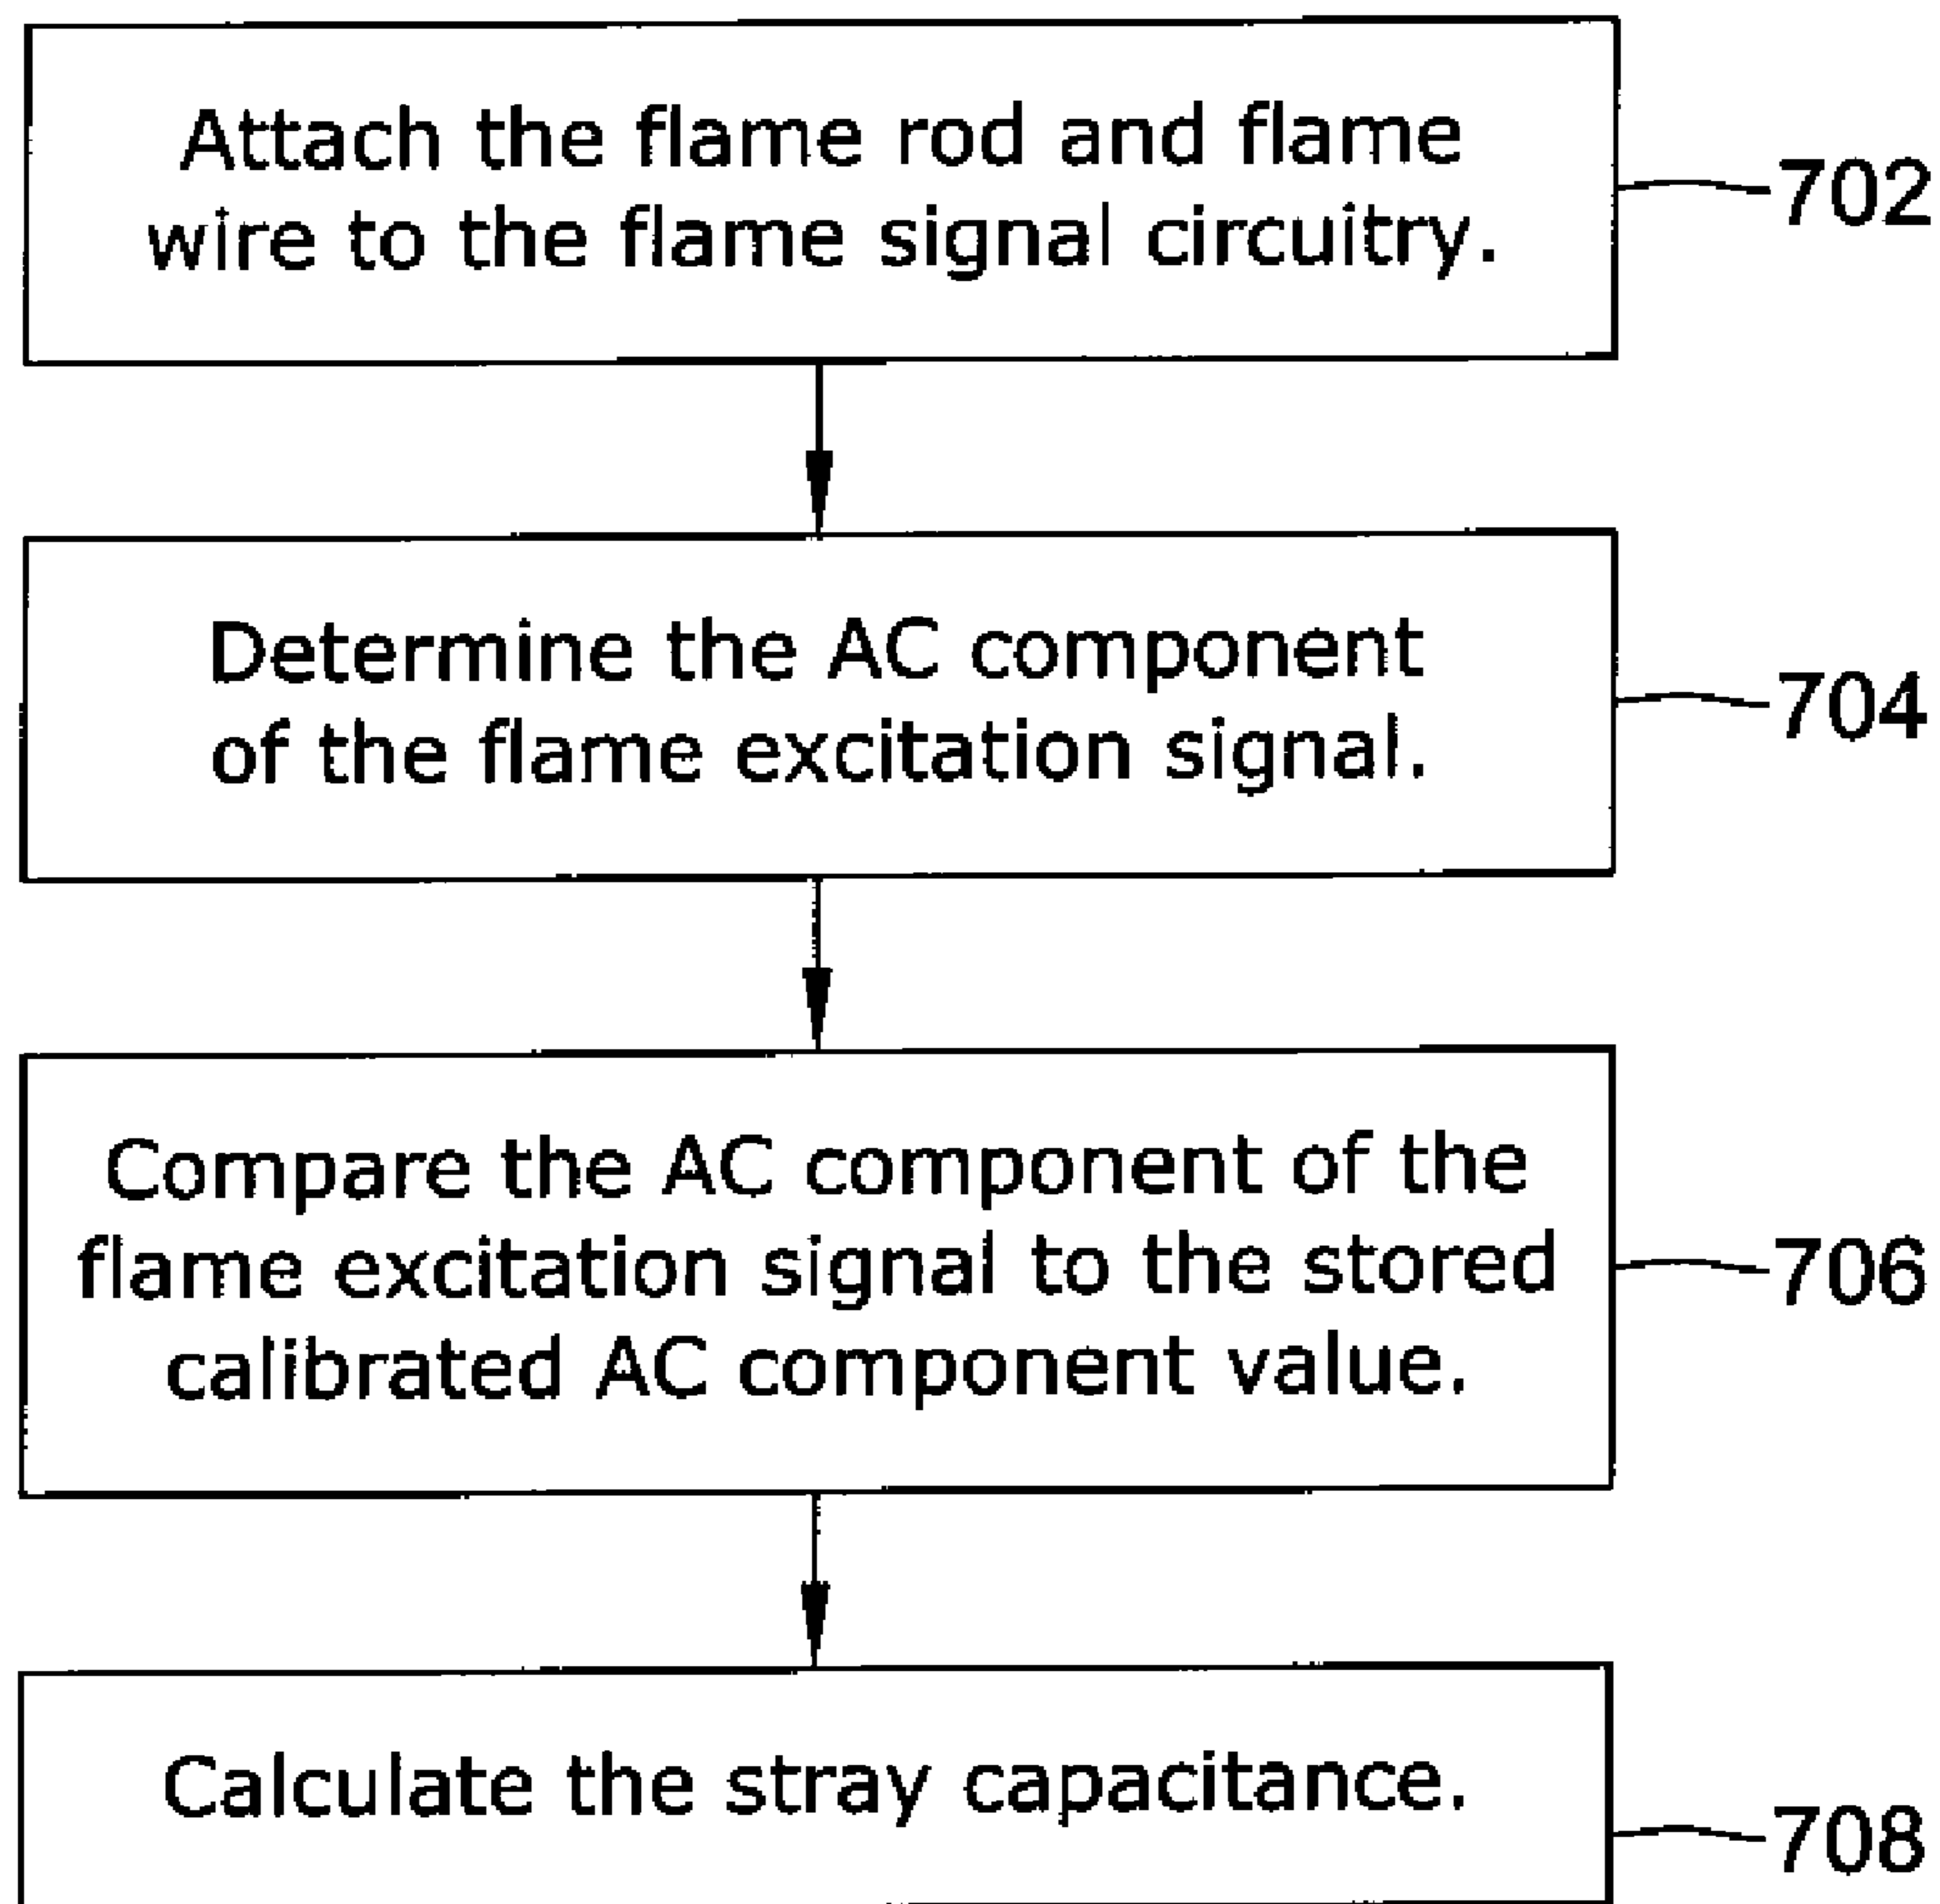 Attach the flame rod and flame
wire to the flame signal circuitry.
702
Determine the AC component
of the flame excitation signal.
704
Compare the AC component of the
flame excitation signal to the stored
calibrated AC component value.
706
Calculate the stray capacitance.
708